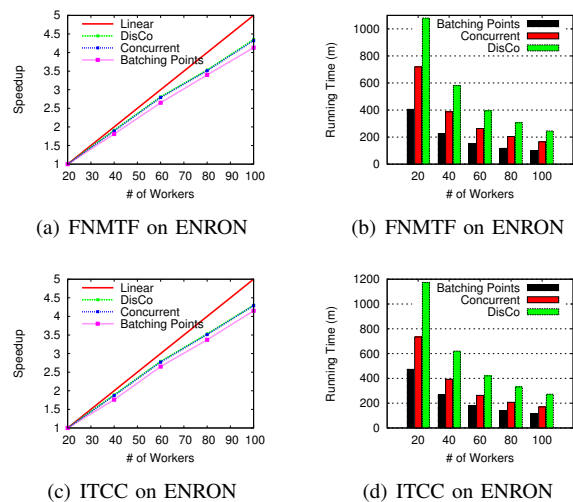 5
4.5
4
3.5
3
2.5
2
1.5
1
Speedup
Linear
DisCo
Concurrent
Batching Points
20 30 40 50 60 70 80 90 100
# of Workers
(a) FNMTF on ENRON
1000
800
600
400
200
0
Running Time (m)
Batching Points
Concurrent
DisCo
20 40 60 80 100
# of Workers
(b) FNMTF on ENRON
5
4.5
4
3.5
3
2.5
2
1.5
1
Speedup
Linear
DisCo
Concurrent
Batching Points
20 30 40 50 60 70 80 90 100
# of Workers
(c) ITCC on ENRON
1200
1000
800
600
400
200
0
Running Time (m)
Batching Points
Concurrent
DisCo
20 40 60 80 100
# of Workers
(d) ITCC on ENRON